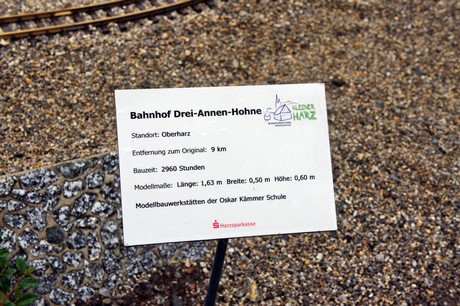 Bahnhof Drei-Annen-Hohne
KLEINER
HARZ
Standort: Oberharz
Entfernung zum Original: 9 km
Bauzeit: 2960 Stunden
Modellmaße: Länge: 1,63 m Breite: 0,50 m Höhe: 0,60 m
Modellbauwerkstätten der Oskar Kämmer Schule
Harzsparkasse